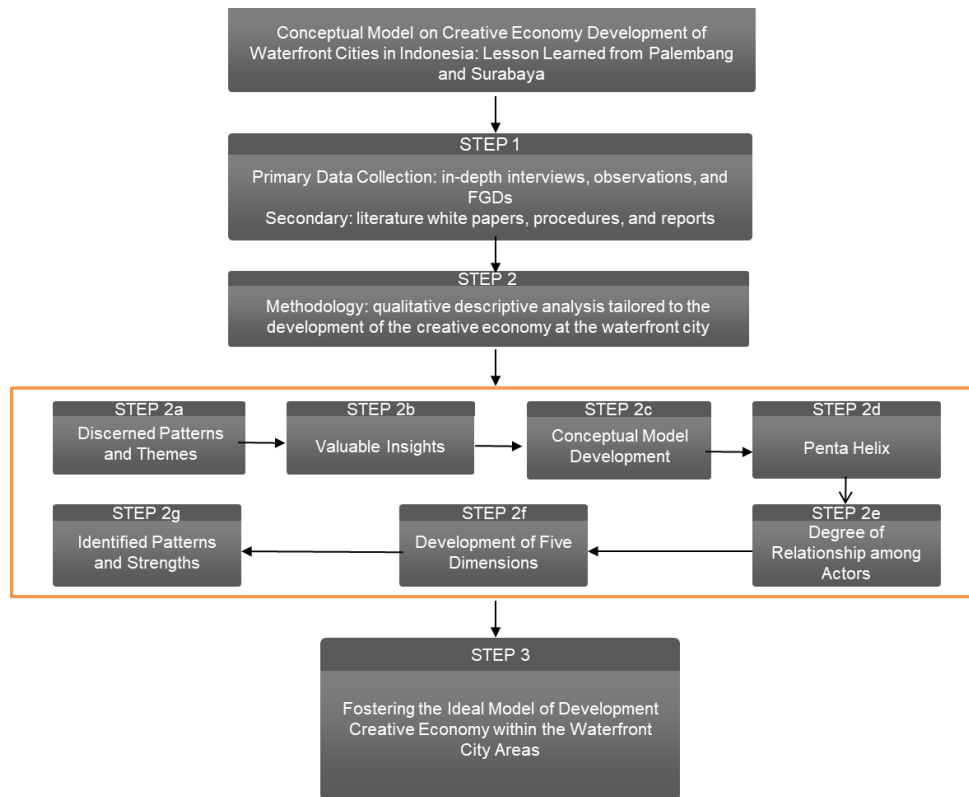 Conceptual Model on Creative Economy Development of
Waterfront Cities in Indonesia: Lesson Learned from Palembang
and Surabaya
STEP 1
Primary Data Collection: in-depth interviews, observations, and
FGDs
Secondary: literature white papers, procedures, and reports
STEP 2
Methodology: qualitative descriptive analysis tailored to the
development of the creative economy at the waterfront city
STEP 2a
Discerned Patterns
and Themes
STEP 2b
Valuable Insights
STEP 2c
Conceptual Model
Development
STEP 2d
Penta Helix
STEP 2e
Degree of
Relationship among
Actors
STEP 2f
Development of Five
Dimensions
STEP 2g
Identified Patterns
and Strengths
STEP 3
Fostering the Ideal Model of Development
Creative Economy within the Waterfront
City Areas